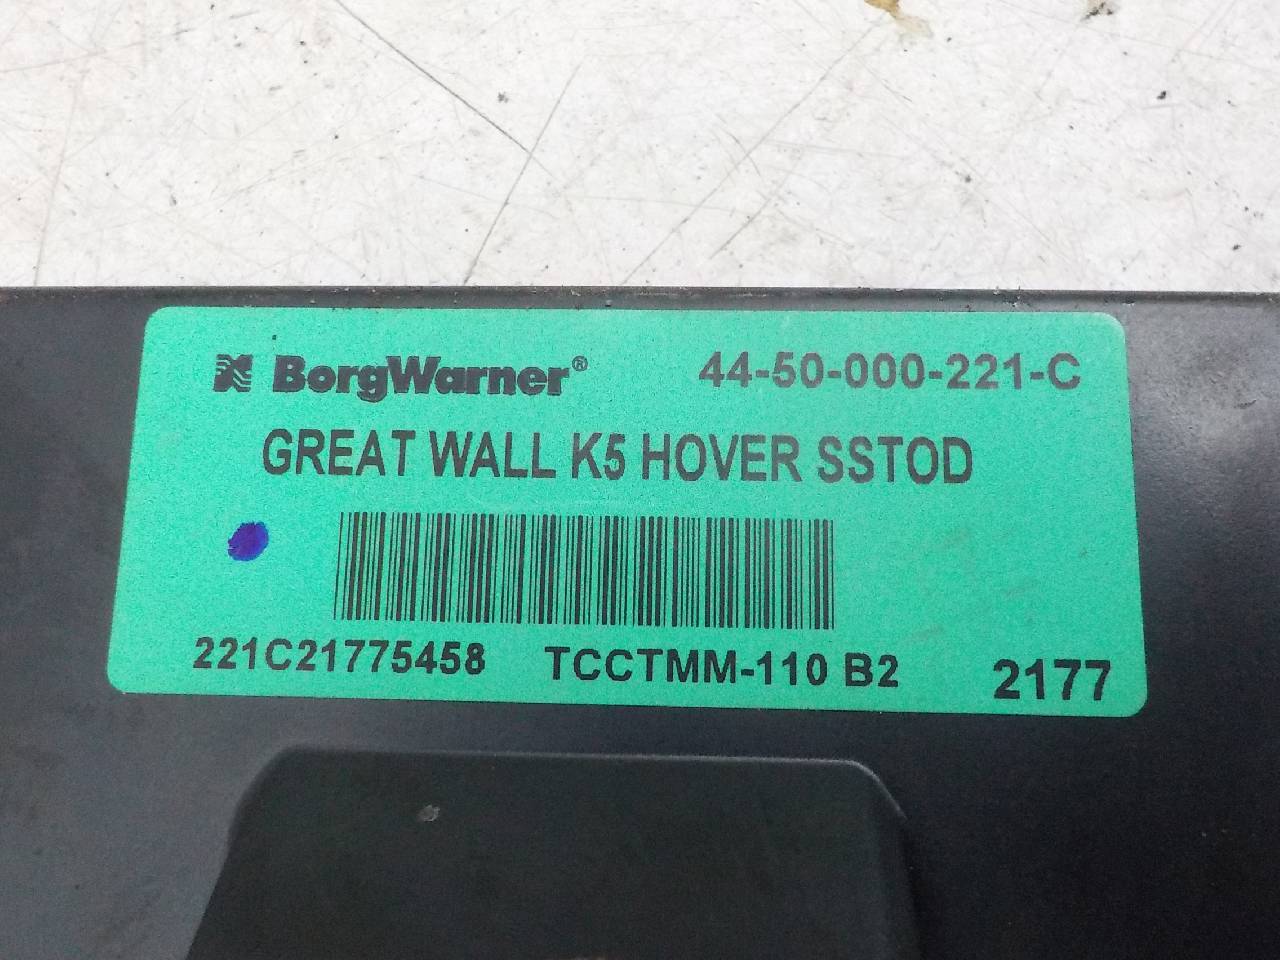 BorgWarner® 44-50-000-221-C
GREAT WALL K5 HOVER SSTOD
221C21775458 TCCTMM-110 B2 2177